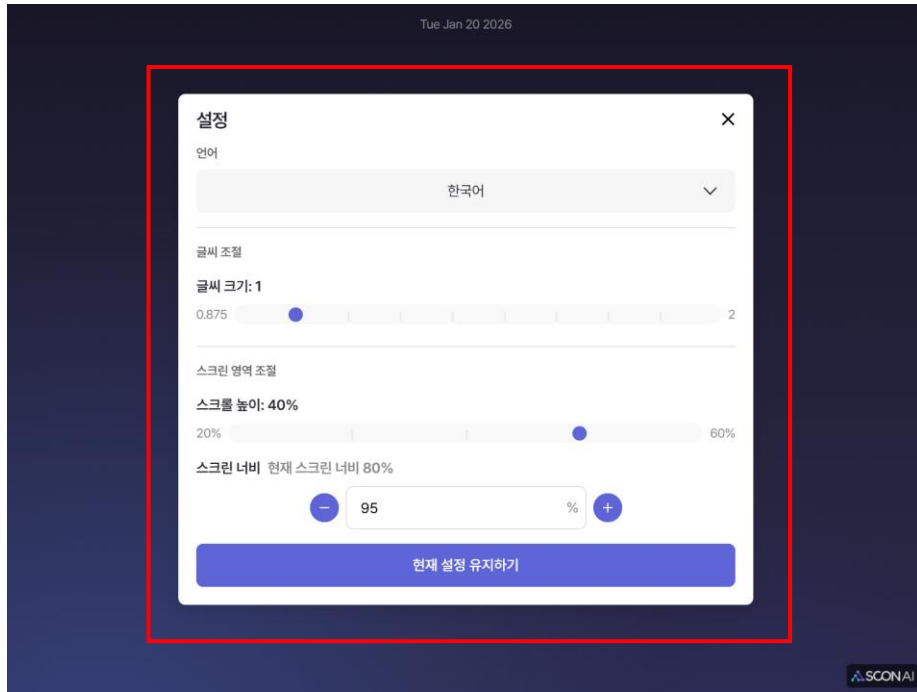 Tue Jan 20 2026
설정
언어
한국어
글씨 조절
글씨 크기: 1
0.875 2
스크린 영역 조절
스크롤 높이: 40%
20% 60%
스크린 너비 현재 스크린 너비 80%
95 %
현재 설정 유지하기
SCONAI